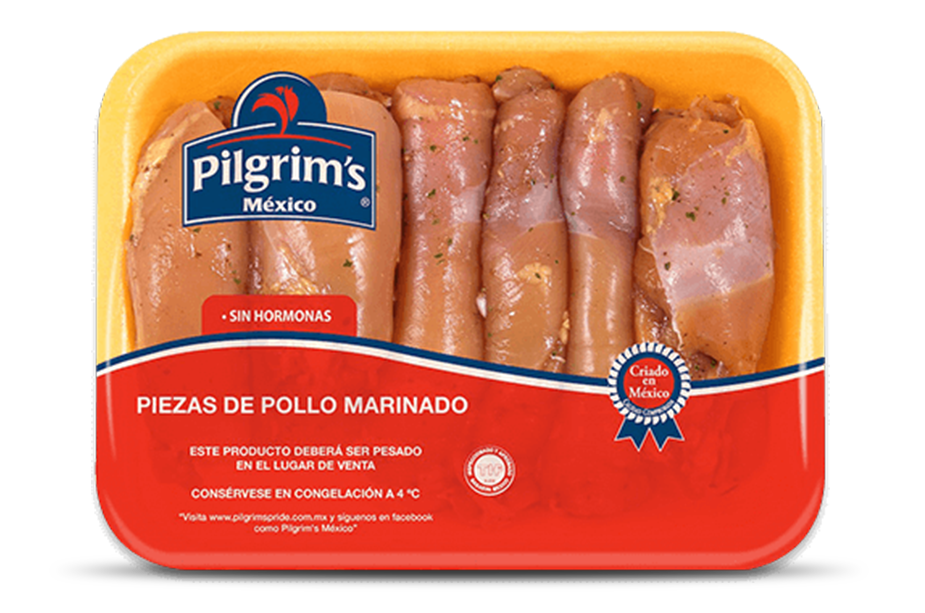 Pilgrim's
México
®
• SIN HORMONAS
Criado
en
México
PIEZAS DE POLLO MARINADO
ESTE PRODUCTO DEBERÁ SER PESADO
EN EL LUGAR DE VENTA
TIF
CONSÉRVESE EN CONGELACIÓN A 4 °C
"Visita www.pilgrimspride.com.mx y síguenos en facebook
como Pilgrim's México"